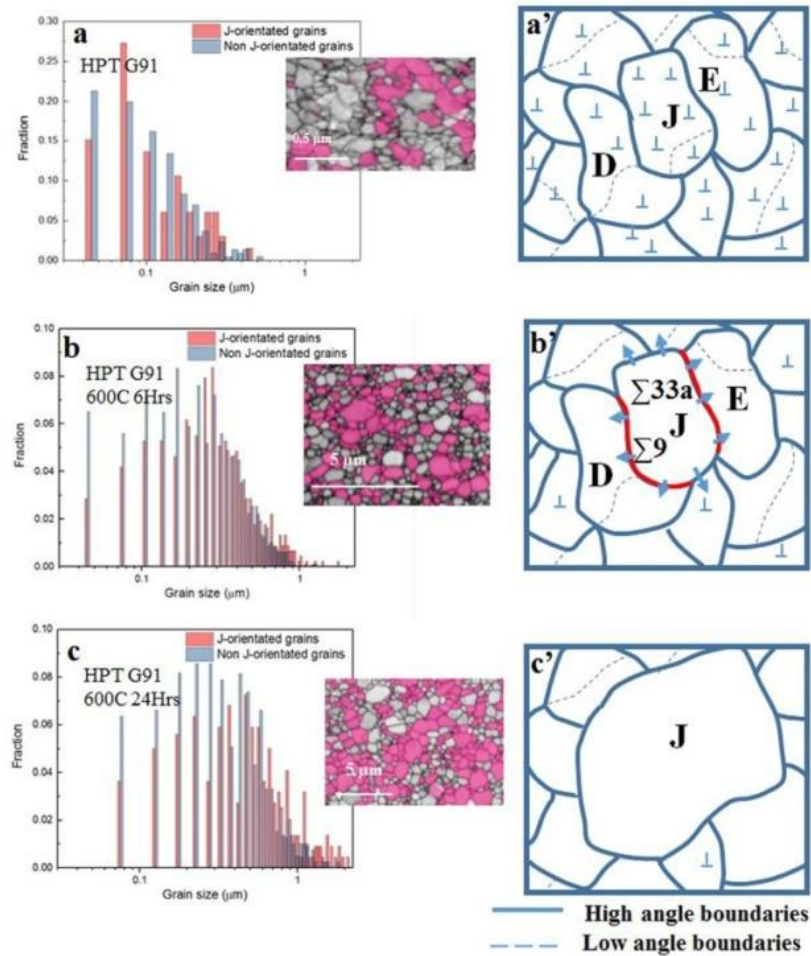 a
HPT G91
J-orientated grains
Non J-orientated grains
0.30
0.25
0.20
0.15
0.10
0.05
0.00
Fraction
0.1
1
Grain size (μm)
0.5 μm
a'
E
J
D
b
HPT G91
600C 6Hrs
J-orientated grains
Non J-orientated grains
0.10
0.08
0.06
0.04
0.02
0.00
Fraction
0.1
1
Grain size (μm)
5 μm
b'
∑33a
E
J
∑9
D
c
HPT G91
600C 24Hrs
J-orientated grains
Non J-orientated grains
0.10
0.08
0.06
0.04
0.02
0.00
Fraction
0.1
1
Grain size (μm)
5 μm
c'
J
High angle boundaries
Low angle boundaries